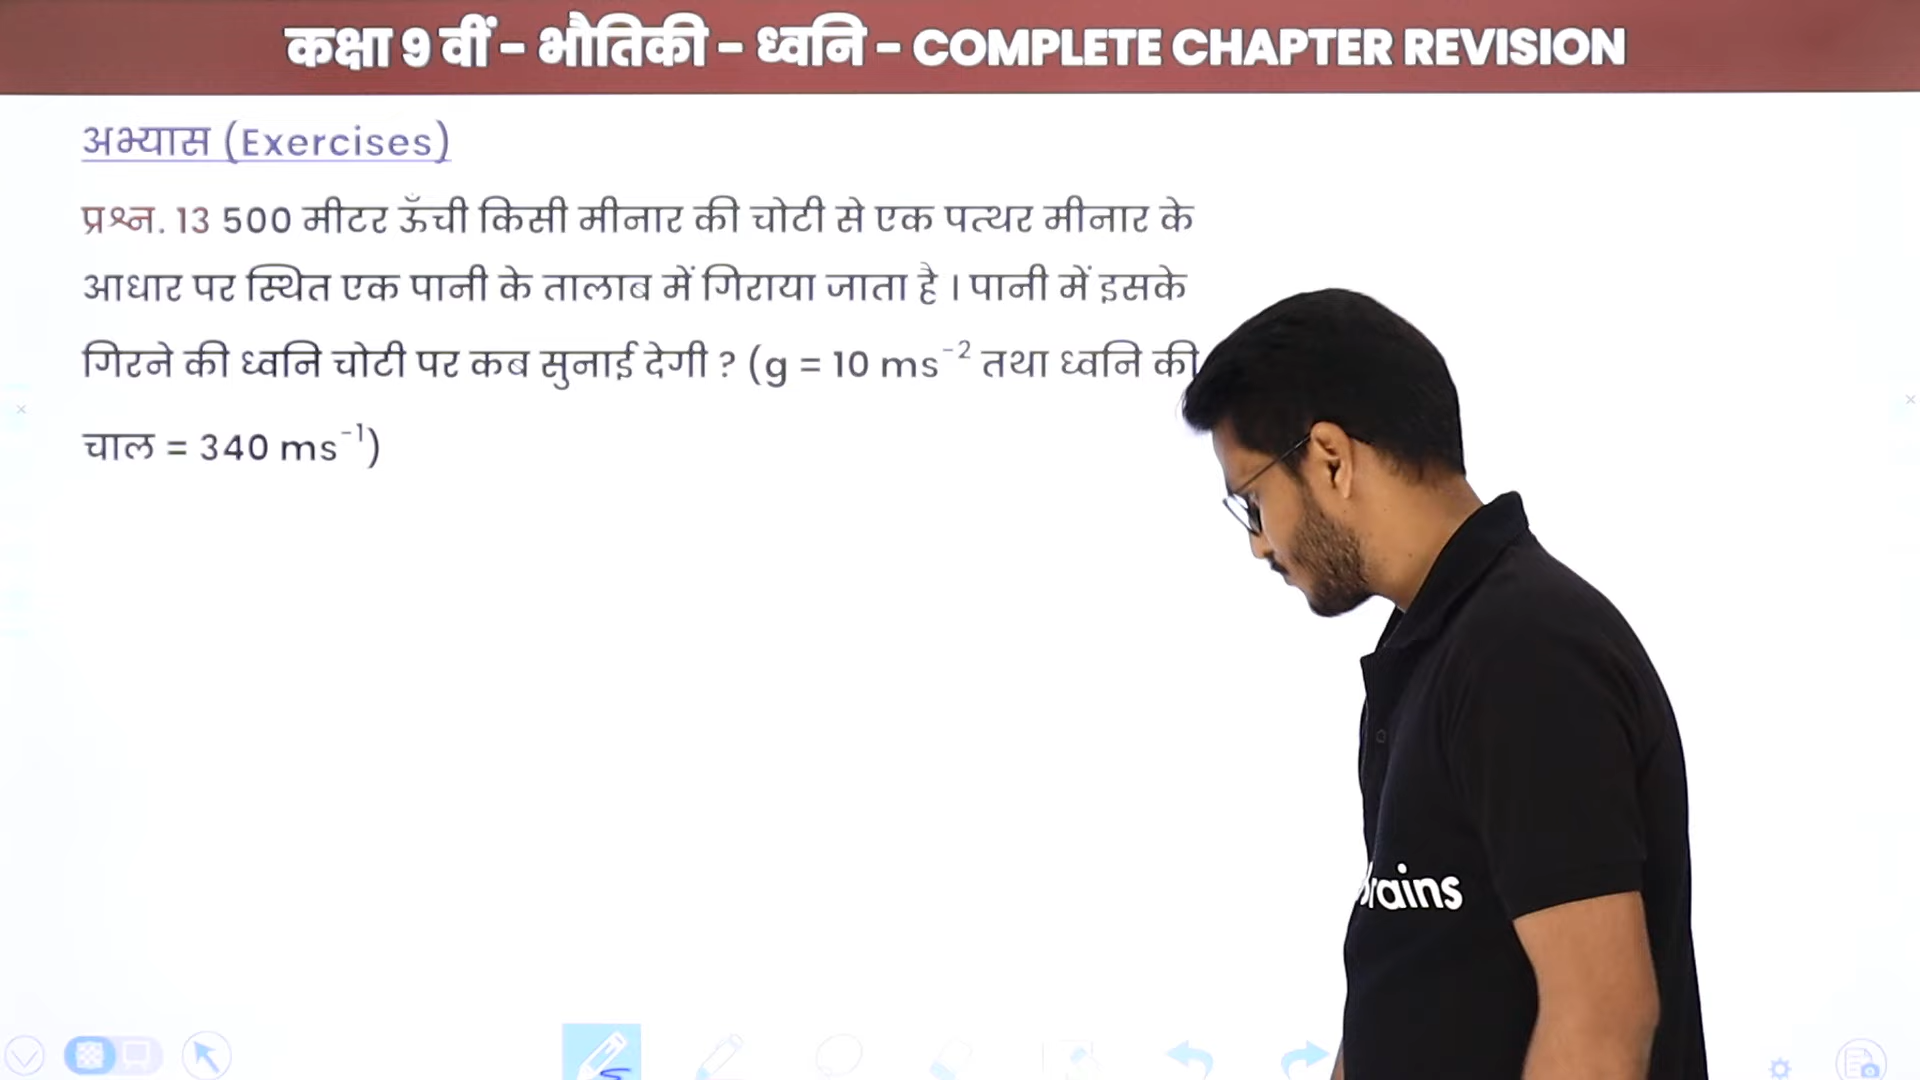 कक्षा 9 वीं - भौतिकी - ध्वनि - COMPLETE CHAPTER REVISION
अभ्यास (Exercises)
प्रश्न. 13 500 मीटर ऊँची किसी मीनार की चोटी से एक पत्थर मीनार के
आधार पर स्थित एक पानी के तालाब में गिराया जाता है । पानी में इसके
गिरने की ध्वनि चोटी पर कब सुनाई देगी ? (g = 10 ms⁻² तथा ध्वनि की
चाल = 340 ms⁻¹)